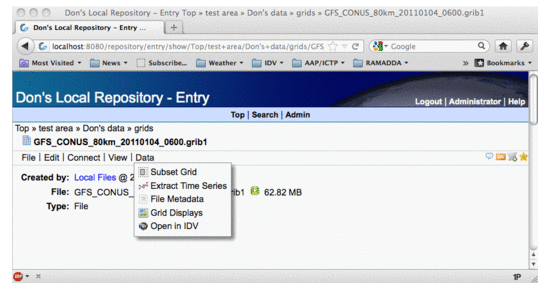 Don's Local Repository - Entry Top » test area » Don's data » grids » GFS_CONUS_80km_20110104_0600.grib1
Don's Local Repository - Entry ...
localhost:8080/repository/entry/show/Top/test+area/Don's+data/grids/GFS
Google
Most Visited News Subscribe... Weather IDV AAP/ICTP RAMADDA » Bookmarks
Don's Local Repository - Entry
Logout | Administrator | Help
Top | Search | Admin
Top » test area » Don's data » grids
GFS_CONUS_80km_20110104_0600.grib1
File | Edit | Connect | View | Data
Subset Grid
Extract Time Series
File Metadata
Grid Displays
Open in IDV
Created by: Local Files @ 2
File: GFS_CONUS_ rib1 62.82 MB
Type: File